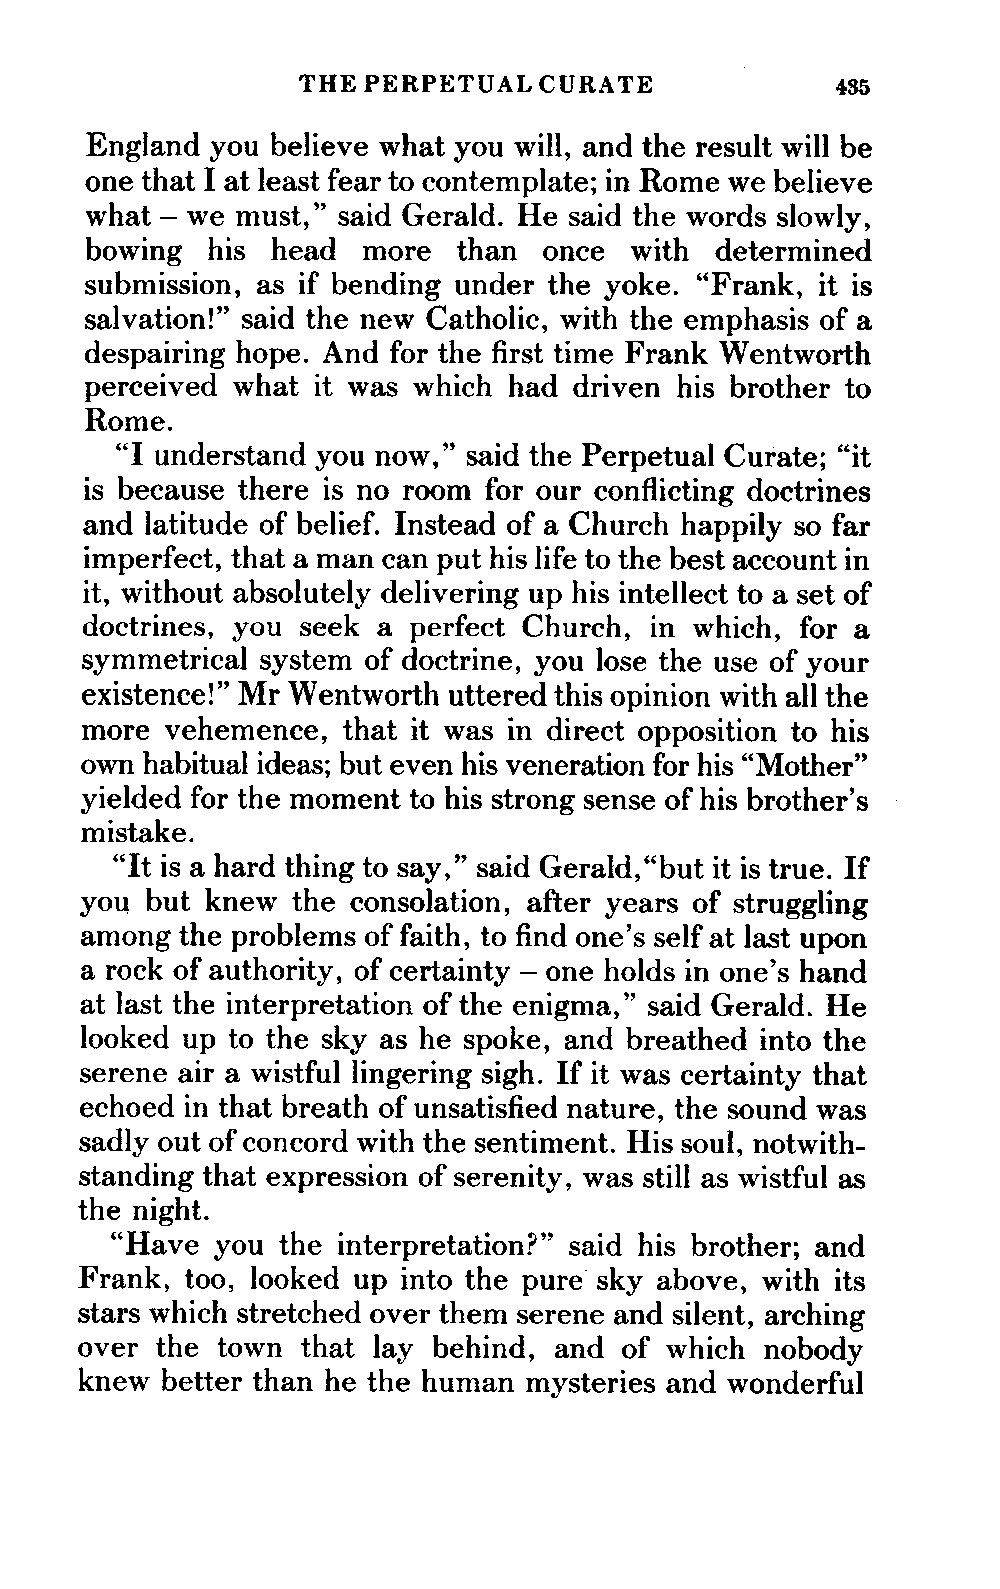 THE PERPETUAL CURATE 435
England you believe what you will, and the result will be
one that I at least fear to contemplate; in Rome we believe
what – we must,” said Gerald. He said the words slowly,
bowing his head more than once with determined
submission, as if bending under the yoke. “Frank, it is
salvation!” said the new Catholic, with the emphasis of a
despairing hope. And for the first time Frank Wentworth
perceived what it was which had driven his brother to
Rome.
“I understand you now,” said the Perpetual Curate; “it
is because there is no room for our conflicting doctrines
and latitude of belief. Instead of a Church happily so far
imperfect, that a man can put his life to the best account in
it, without absolutely delivering up his intellect to a set of
doctrines, you seek a perfect Church, in which, for a
symmetrical system of doctrine, you lose the use of your
existence!” Mr Wentworth uttered this opinion with all the
more vehemence, that it was in direct opposition to his
own habitual ideas; but even his veneration for his “Mother”
yielded for the moment to his strong sense of his brother’s
mistake.
“It is a hard thing to say,” said Gerald,“but it is true. If
you but knew the consolation, after years of struggling
among the problems of faith, to find one’s self at last upon
a rock of authority, of certainty – one holds in one’s hand
at last the interpretation of the enigma,” said Gerald. He
looked up to the sky as he spoke, and breathed into the
serene air a wistful lingering sigh. If it was certainty that
echoed in that breath of unsatisfied nature, the sound was
sadly out of concord with the sentiment. His soul, notwith-
standing that expression of serenity, was still as wistful as
the night.
“Have you the interpretation?” said his brother; and
Frank, too, looked up into the pure sky above, with its
stars which stretched over them serene and silent, arching
over the town that lay behind, and of which nobody
knew better than he the human mysteries and wonderful